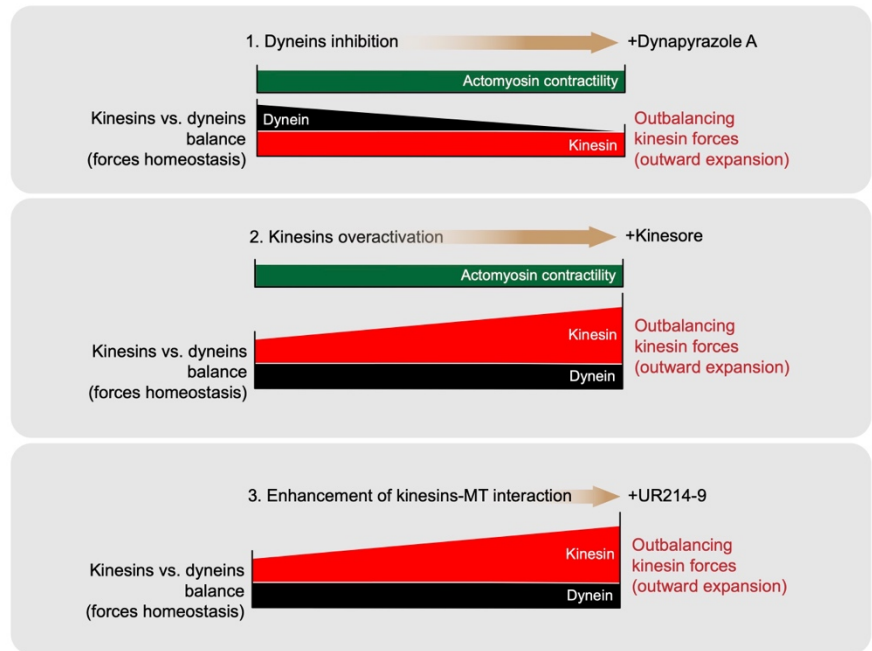 1. Dyneins inhibition
+Dynapyrazole A
Actomyosin contractility
Kinesins vs. dyneins
balance
(forces homeostasis)
Dynein
Kinesin
Outbalancing
kinesin forces
(outward expansion)
2. Kinesins overactivation
+Kinesore
Actomyosin contractility
Kinesins vs. dyneins
balance
(forces homeostasis)
Kinesin
Dynein
Outbalancing
kinesin forces
(outward expansion)
3. Enhancement of kinesins-MT interaction
+UR214-9
Kinesins vs. dyneins
balance
(forces homeostasis)
Kinesin
Dynein
Outbalancing
kinesin forces
(outward expansion)